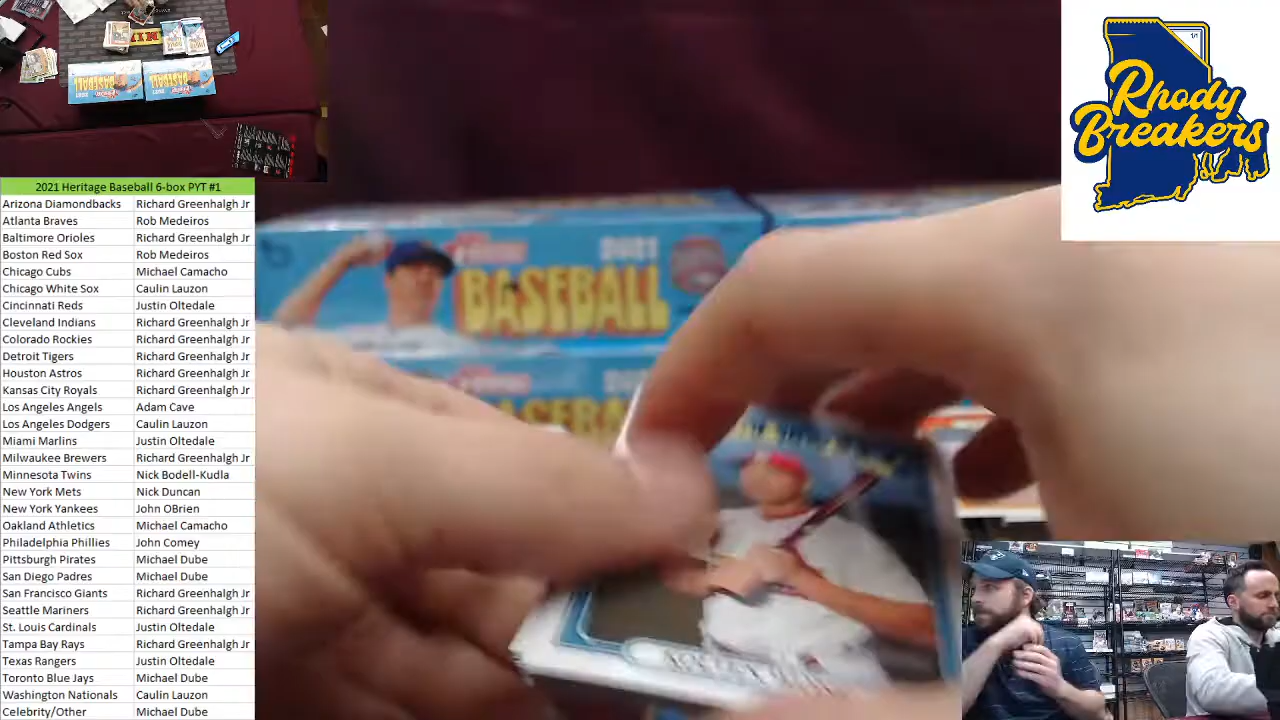 1/1
Rhody
Breakers
2021 Heritage Baseball 6-box PYT #1
Arizona Diamondbacks Richard Greenhalgh Jr
Atlanta Braves Rob Medeiros
Baltimore Orioles Richard Greenhalgh Jr
Boston Red Sox Rob Medeiros
Chicago Cubs Michael Camacho
Chicago White Sox Caulin Lauzon
Cincinnati Reds Justin Oltedale
Cleveland Indians Richard Greenhalgh Jr
Colorado Rockies Richard Greenhalgh Jr
Detroit Tigers Richard Greenhalgh Jr
Houston Astros Richard Greenhalgh Jr
Kansas City Royals Richard Greenhalgh Jr
Los Angeles Angels Adam Cave
Los Angeles Dodgers Caulin Lauzon
Miami Marlins Justin Oltedale
Milwaukee Brewers Richard Greenhalgh Jr
Minnesota Twins Nick Bodell-Kudla
New York Mets Nick Duncan
New York Yankees John OBrien
Oakland Athletics Michael Camacho
Philadelphia Phillies John Comey
Pittsburgh Pirates Michael Dube
San Diego Padres Michael Dube
San Francisco Giants Richard Greenhalgh Jr
Seattle Mariners Richard Greenhalgh Jr
St. Louis Cardinals Justin Oltedale
Tampa Bay Rays Richard Greenhalgh Jr
Texas Rangers Justin Oltedale
Toronto Blue Jays Michael Dube
Washington Nationals Caulin Lauzon
Celebrity/Other Michael Dube
Heritage 2021
BASEBALL
BASEBALL